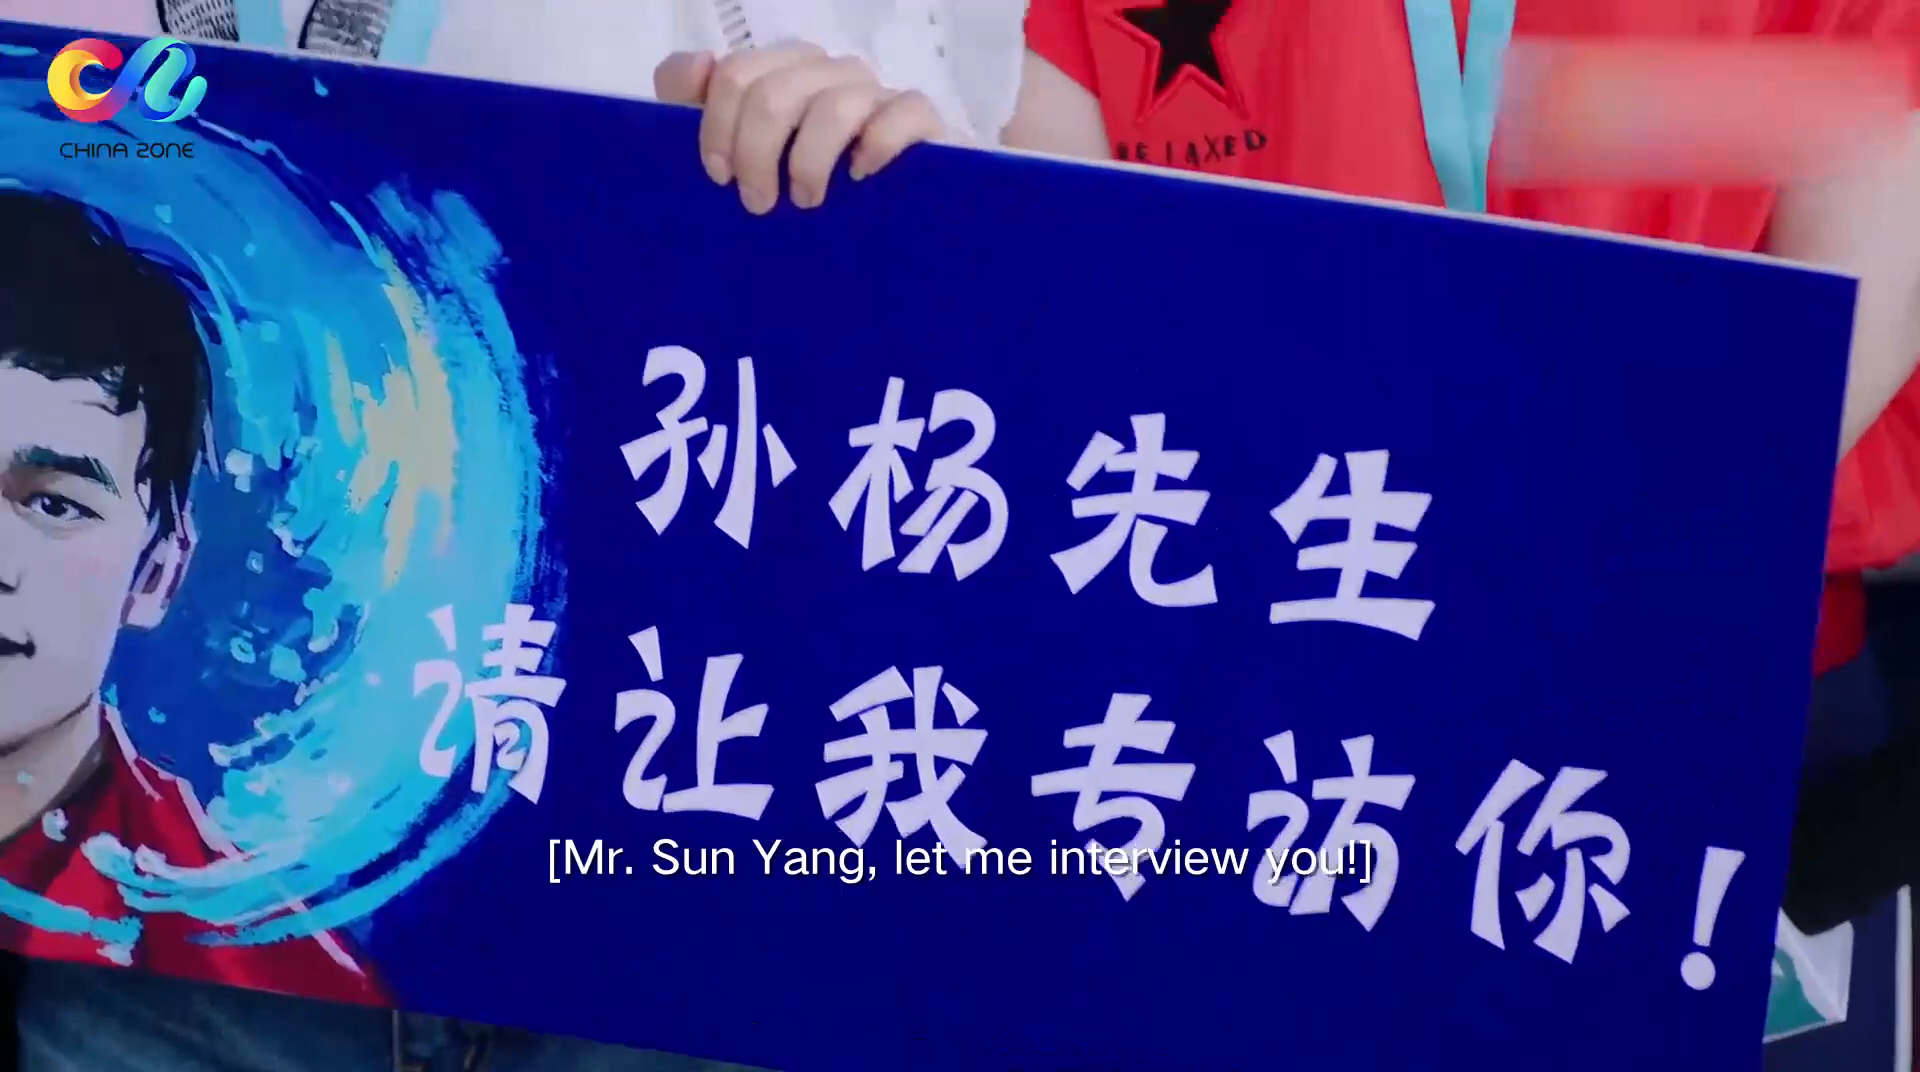 CHINA ZONE
RELAXED
孙杨先生
请让我专访你！
[Mr. Sun Yang, let me interview you!]